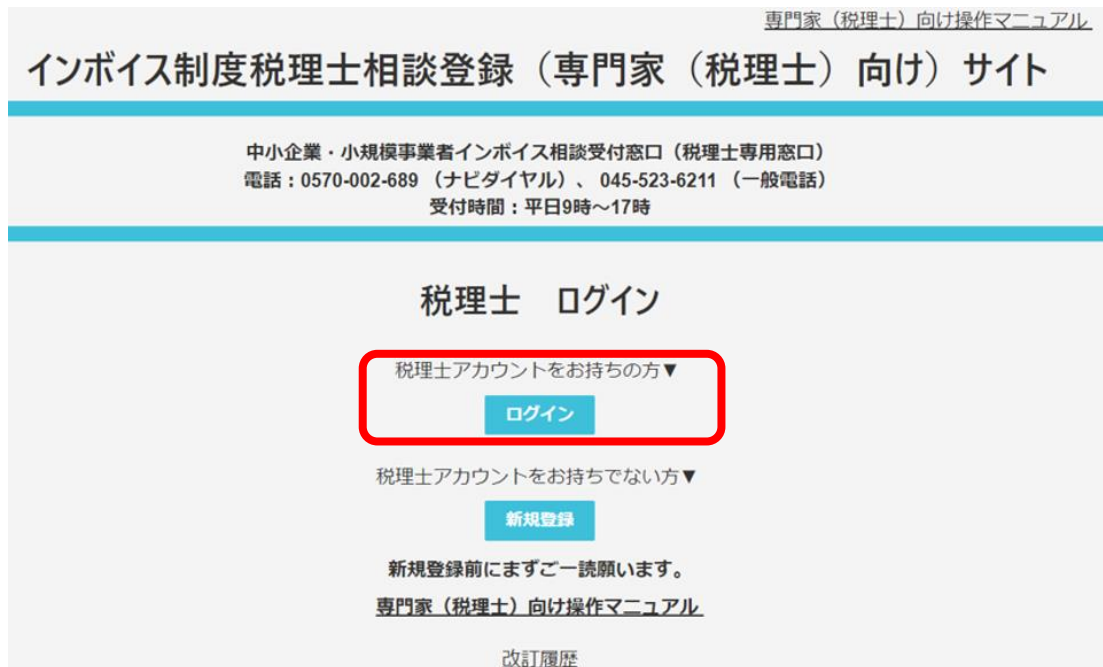 専門家（税理士）向け操作マニュアル
インボイス制度税理士相談登録（専門家（税理士）向け）サイト
中小企業・小規模事業者インボイス相談受付窓口（税理士専用窓口）
電話：0570-002-689 （ナビダイヤル）、 045-523-6211 （一般電話）
受付時間：平日9時～17時
税理士　ログイン
税理士アカウントをお持ちの方▼
ログイン
税理士アカウントをお持ちでない方▼
新規登録
新規登録前にまずご一読願います。
専門家（税理士）向け操作マニュアル
改訂履歴